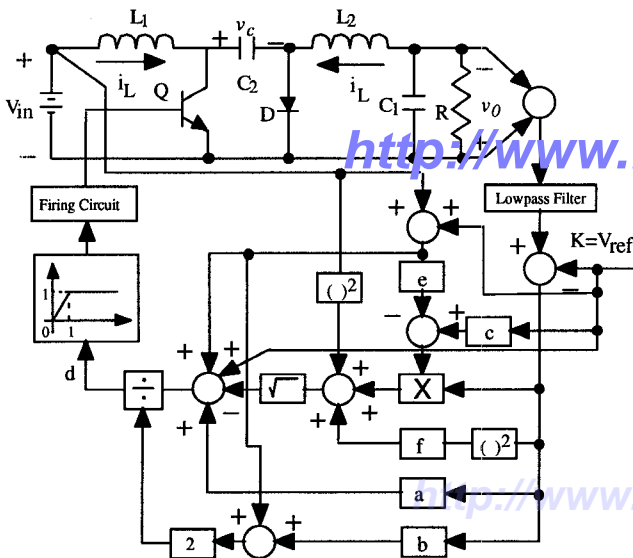 L1
+ vc −
L2
+
iL
Q
C2
iL
−
Vin
D
C1
R
v0
−
+
http://www.
Firing Circuit
Lowpass Filter
+
+
+
K=Vref
−
1
0
1
( )²
e
−
+
c
d
+
+
÷
−
+
√
+
+
+
X
f
( )²
a
http://www.
2
+
+
b